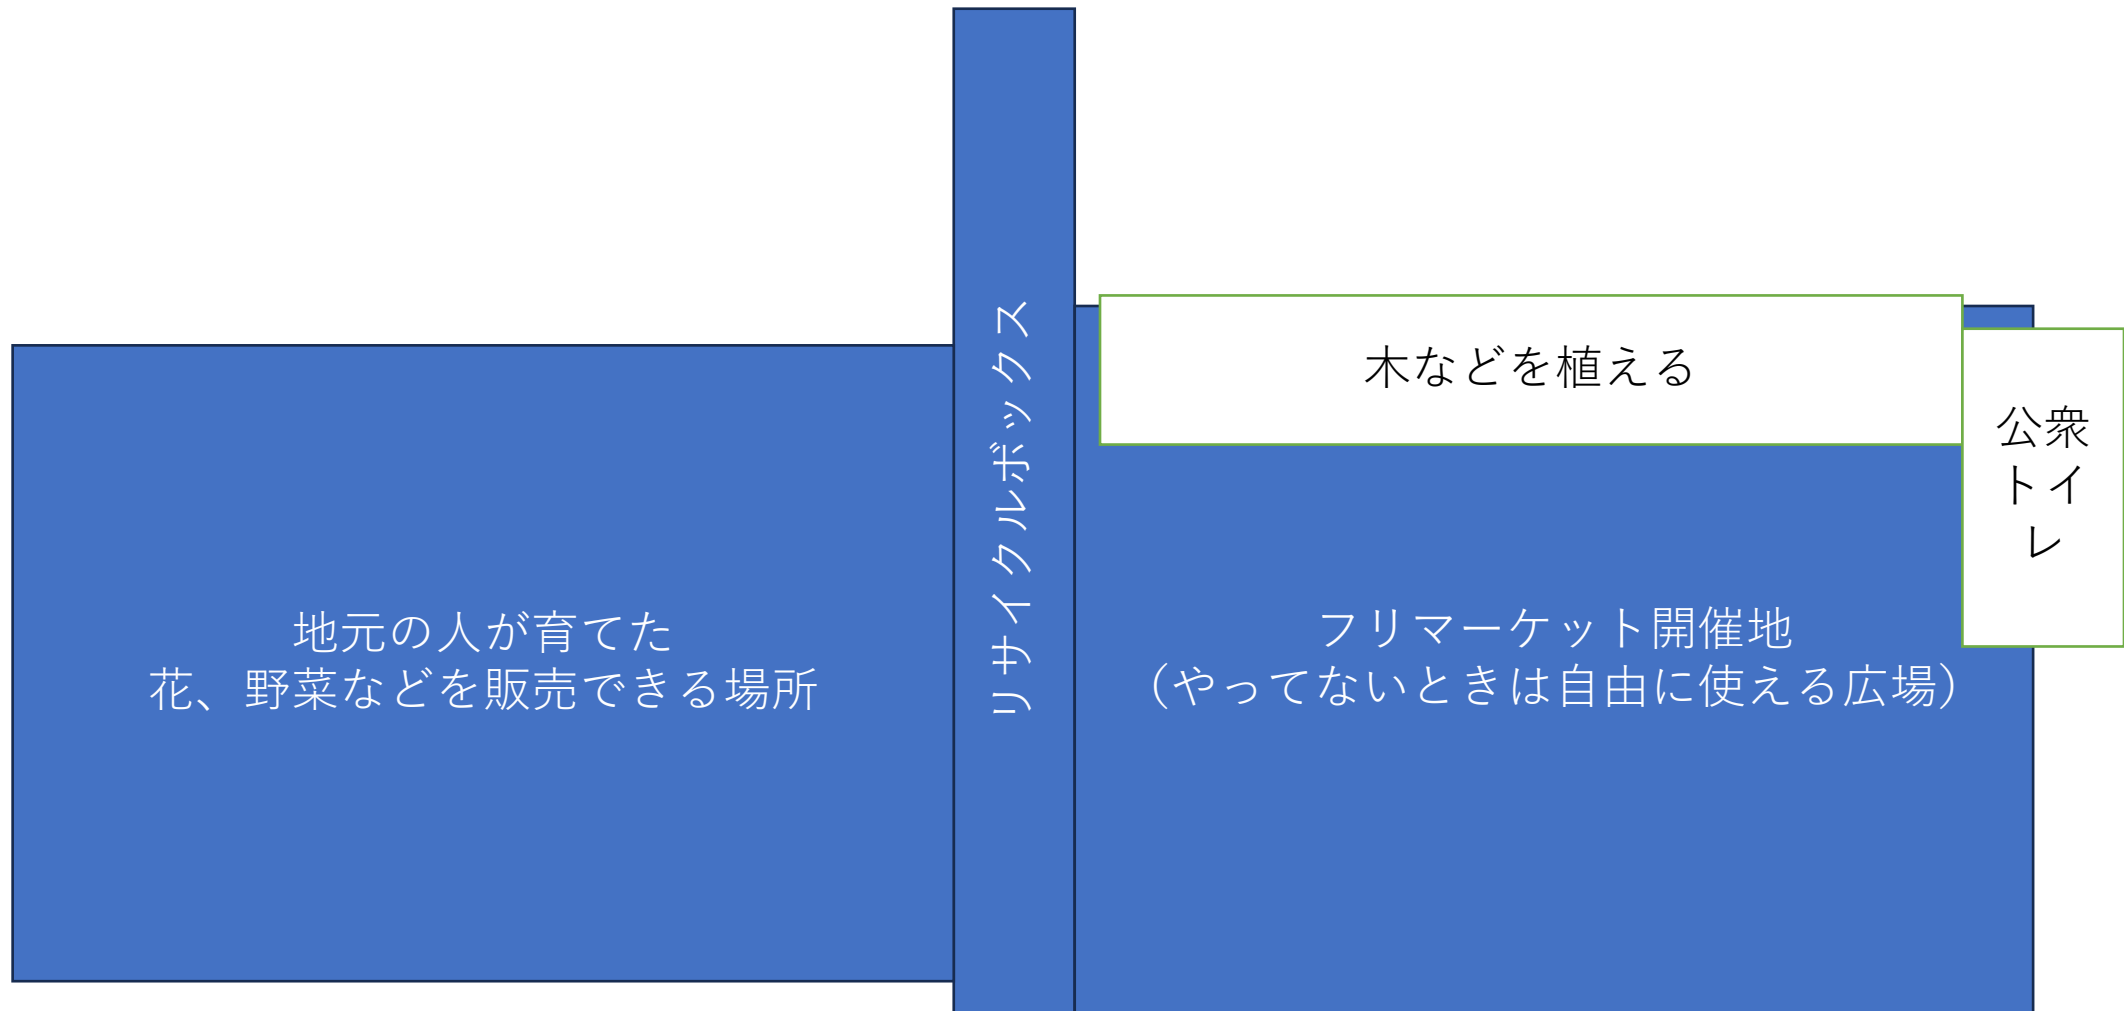 地元の人が育てた
花、野菜などを販売できる場所
リサイクルボックス
木などを植える
フリマーケット開催地
（やってないときは自由に使える広場）
公衆
トイ
レ